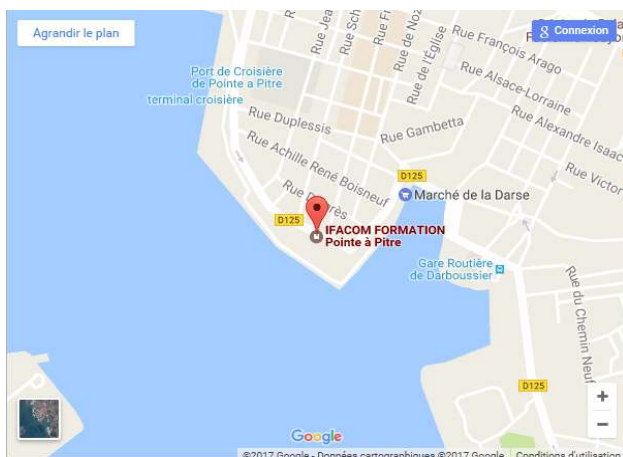 Agrandir le plan
Connexion
Rue François Arago
Rue de l'Église
Port de Croisière
de Pointe a Pitre
terminal croisière
Rue Alsace-Lorraine
Rue Alexandre Isaac
Rue Duplessis
Rue Gambetta
Rue Achille René Boisneuf
Rue Victor
D125
Marché de la Darse
D125
IFACOM FORMATION
Pointe à Pitre
Gare Routière
de Darboussier
Rue du Chemin Neuf
D125
+
−
Google
©2017 Google - Données cartographiques ©2017 Google
Conditions d'utilisation